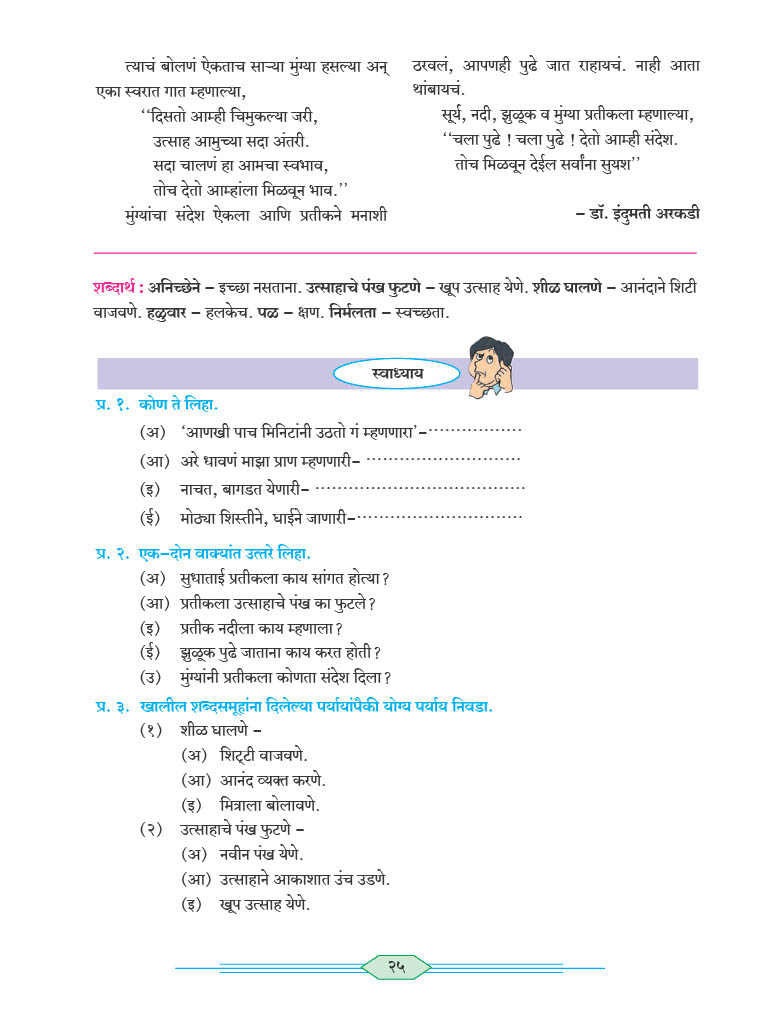 त्याचं बोलणं ऐकताच साऱ्या मुंग्या हसल्या अन्
एका स्वरात गात म्हणाल्या,
‘‘दिसतो आम्ही चिमुकल्या जरी,
उत्साह आमुच्या सदा अंतरी.
सदा चालणं हा आमचा स्वभाव,
तोच देतो आम्हांला मिळवून भाव.’’
मुंग्यांचा संदेश ऐकला आणि प्रतीकने मनाशी
ठरवलं, आपणही पुढे जात राहायचं. नाही आता
थांबायचं.
सूर्य, नदी, झुळूक व मुंग्या प्रतीकला म्हणाल्या,
‘‘चला पुढे ! चला पुढे ! देतो आम्ही संदेश.
तोच मिळवून देईल सर्वांना सुयश’’
– डॉ. इंदुमती अरकडी
शब्दार्थ : अनिच्छेने – इच्छा नसताना. उत्साहाचे पंख फुटणे – खूप उत्साह येणे. शीळ घालणे – आनंदाने शिटी
वाजवणे. हळुवार – हलकेच. पळ – क्षण. निर्मलता – स्वच्छता.
स्वाध्याय
प्र. १. कोण ते लिहा.
(अ) ‘आणखी पाच मिनिटांनी उठतो गं म्हणणारा’–.................
(आ) अरे धावणं माझा प्राण म्हणणारी– ............................
(इ) नाचत, बागडत येणारी– ......................................
(ई) मोठ्या शिस्तीने, घाईने जाणारी–..............................
प्र. २. एक–दोन वाक्यांत उत्तरे लिहा.
(अ) सुधाताई प्रतीकला काय सांगत होत्या?
(आ) प्रतीकला उत्साहाचे पंख का फुटले?
(इ) प्रतीक नदीला काय म्हणाला?
(ई) झुळूक पुढे जाताना काय करत होती?
(उ) मुंग्यांनी प्रतीकला कोणता संदेश दिला?
प्र. ३. खालील शब्दसमूहांना दिलेल्या पर्यायांपैकी योग्य पर्याय निवडा.
(१) शीळ घालणे –
(अ) शिट्टी वाजवणे.
(आ) आनंद व्यक्त करणे.
(इ) मित्राला बोलावणे.
(२) उत्साहाचे पंख फुटणे –
(अ) नवीन पंख येणे.
(आ) उत्साहाने आकाशात उंच उडणे.
(इ) खूप उत्साह येणे.
२५